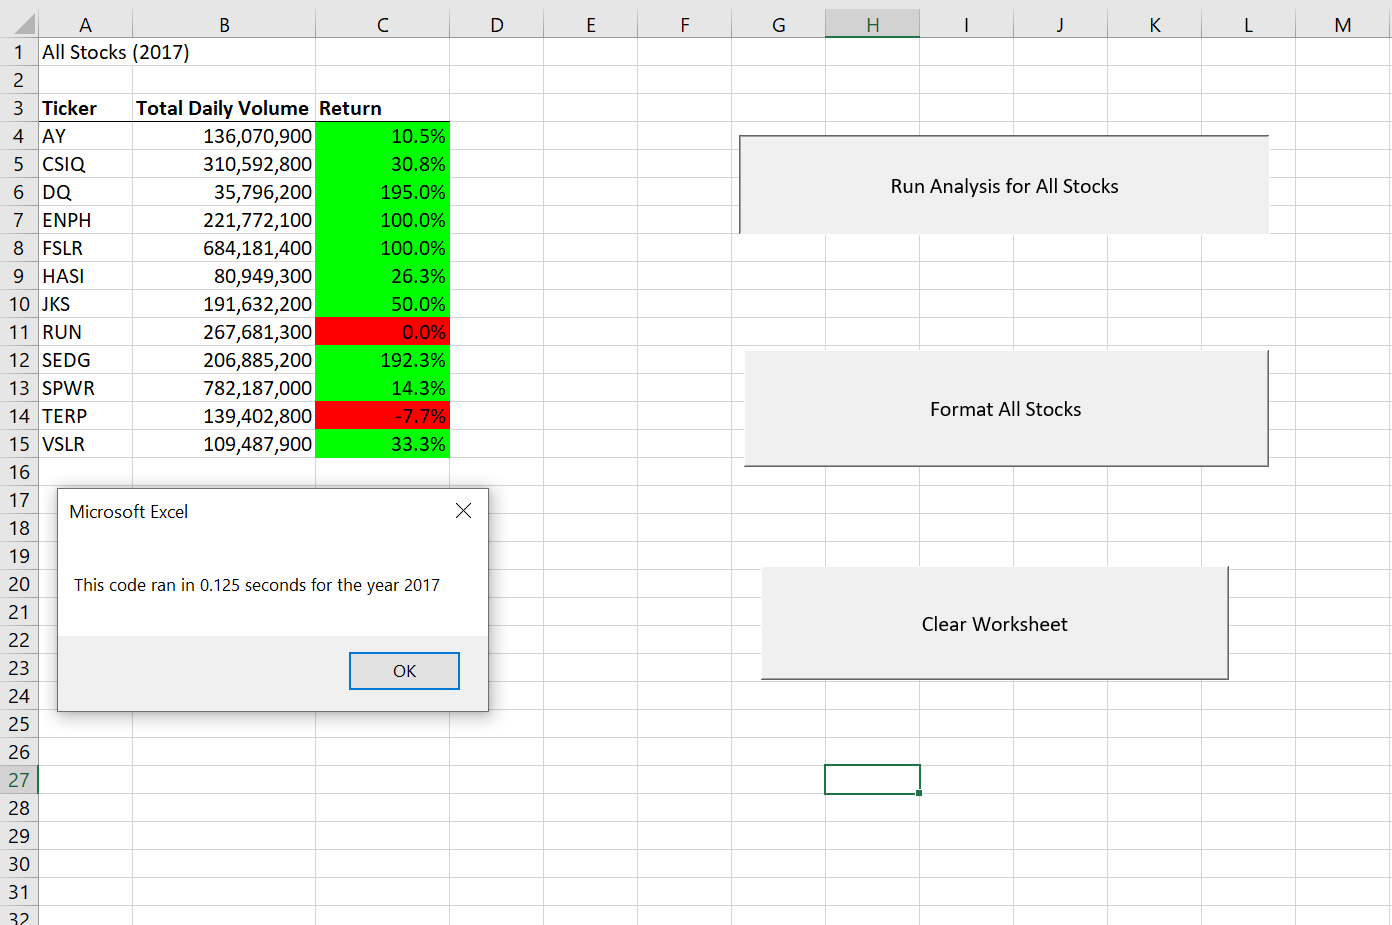 A B C D E F G H I J K L M
1 All Stocks (2017)
2
3 Ticker Total Daily Volume Return
4 AY 136,070,900 10.5%
5 CSIQ 310,592,800 30.8%
6 DQ 35,796,200 195.0%
7 ENPH 221,772,100 100.0%
8 FSLR 684,181,400 100.0%
9 HASI 80,949,300 26.3%
10 JKS 191,632,200 50.0%
11 RUN 267,681,300 0.0%
12 SEDG 206,885,200 192.3%
13 SPWR 782,187,000 14.3%
14 TERP 139,402,800 -7.7%
15 VSLR 109,487,900 33.3%
16
17
18
19
20
21
22
23
24
25
26
27
28
29
30
31
32
Microsoft Excel
This code ran in 0.125 seconds for the year 2017
OK
Run Analysis for All Stocks
Format All Stocks
Clear Worksheet